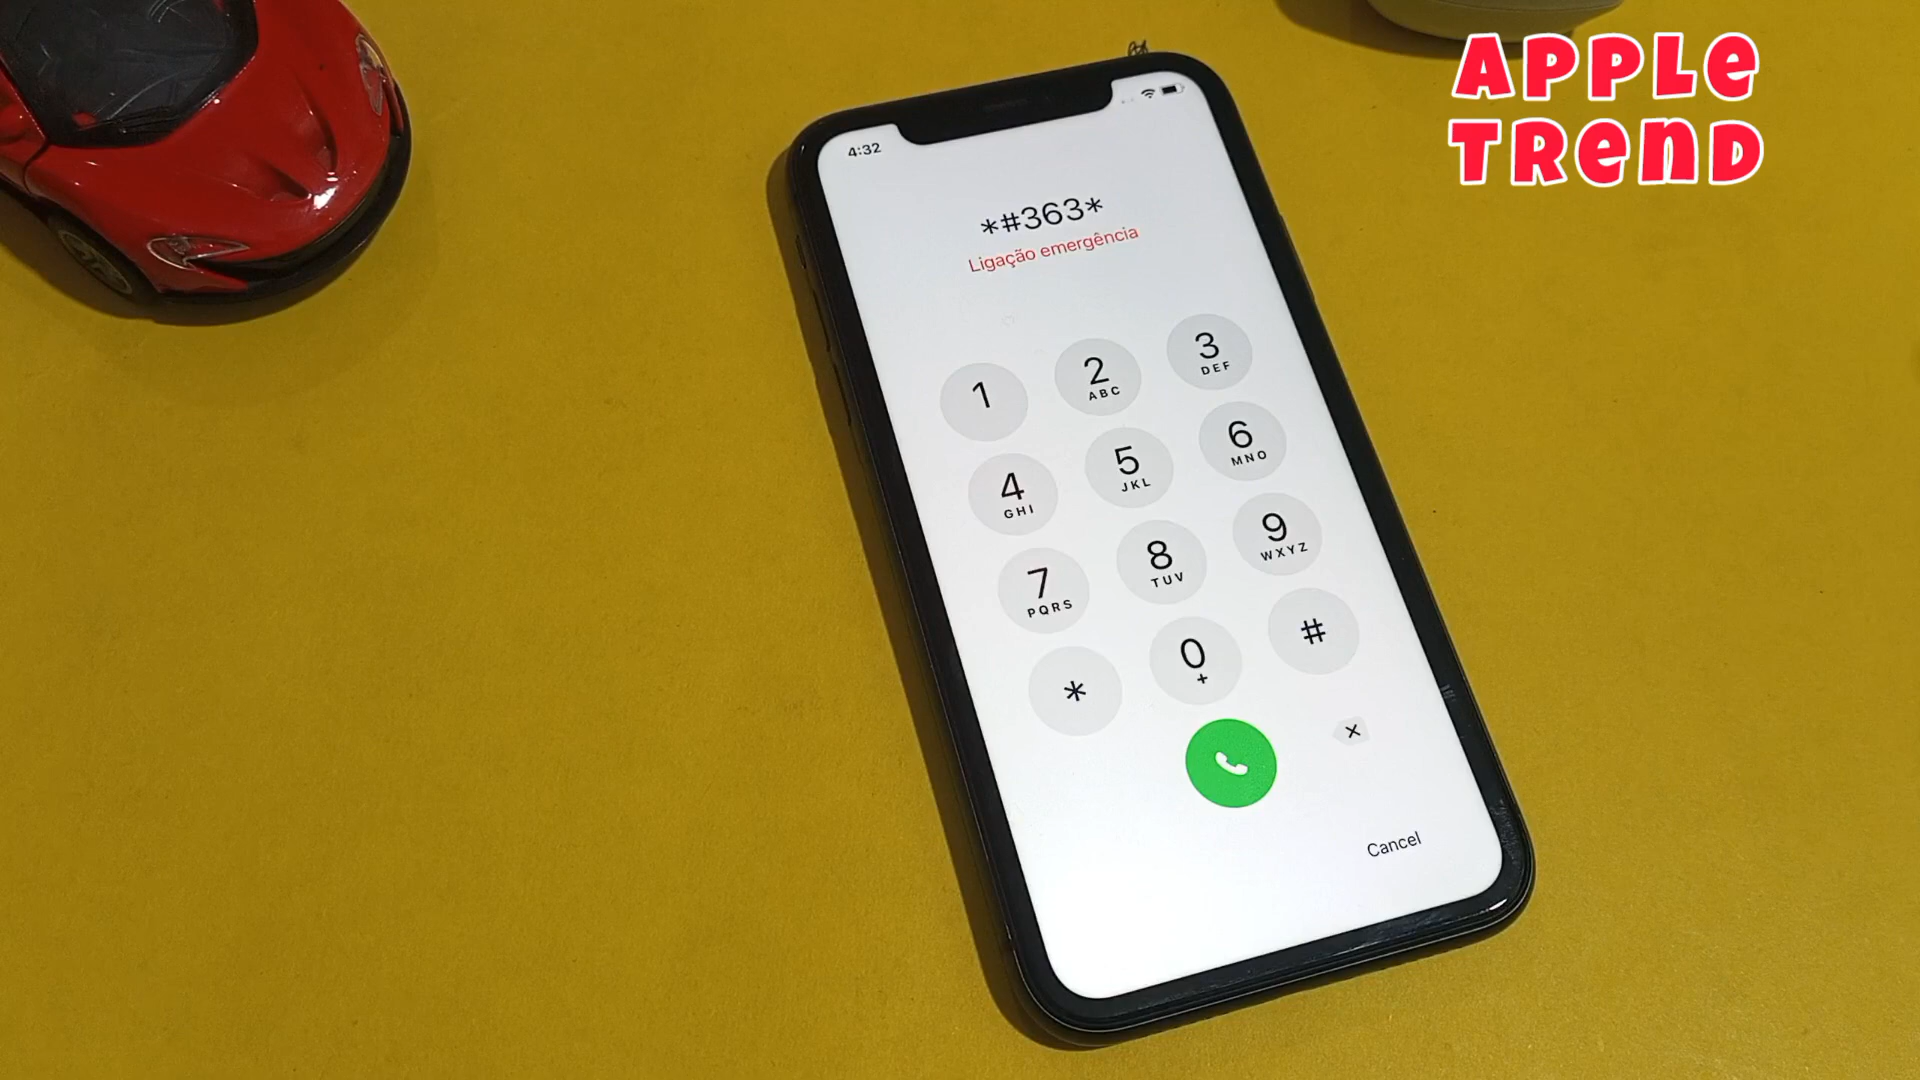 APPLE
TREND
4:32
*#363*
Ligação emergência
1
2
ABC
3
DEF
4
GHI
5
JKL
6
MNO
7
PQRS
8
TUV
9
WXYZ
*
0
+
#
Cancel